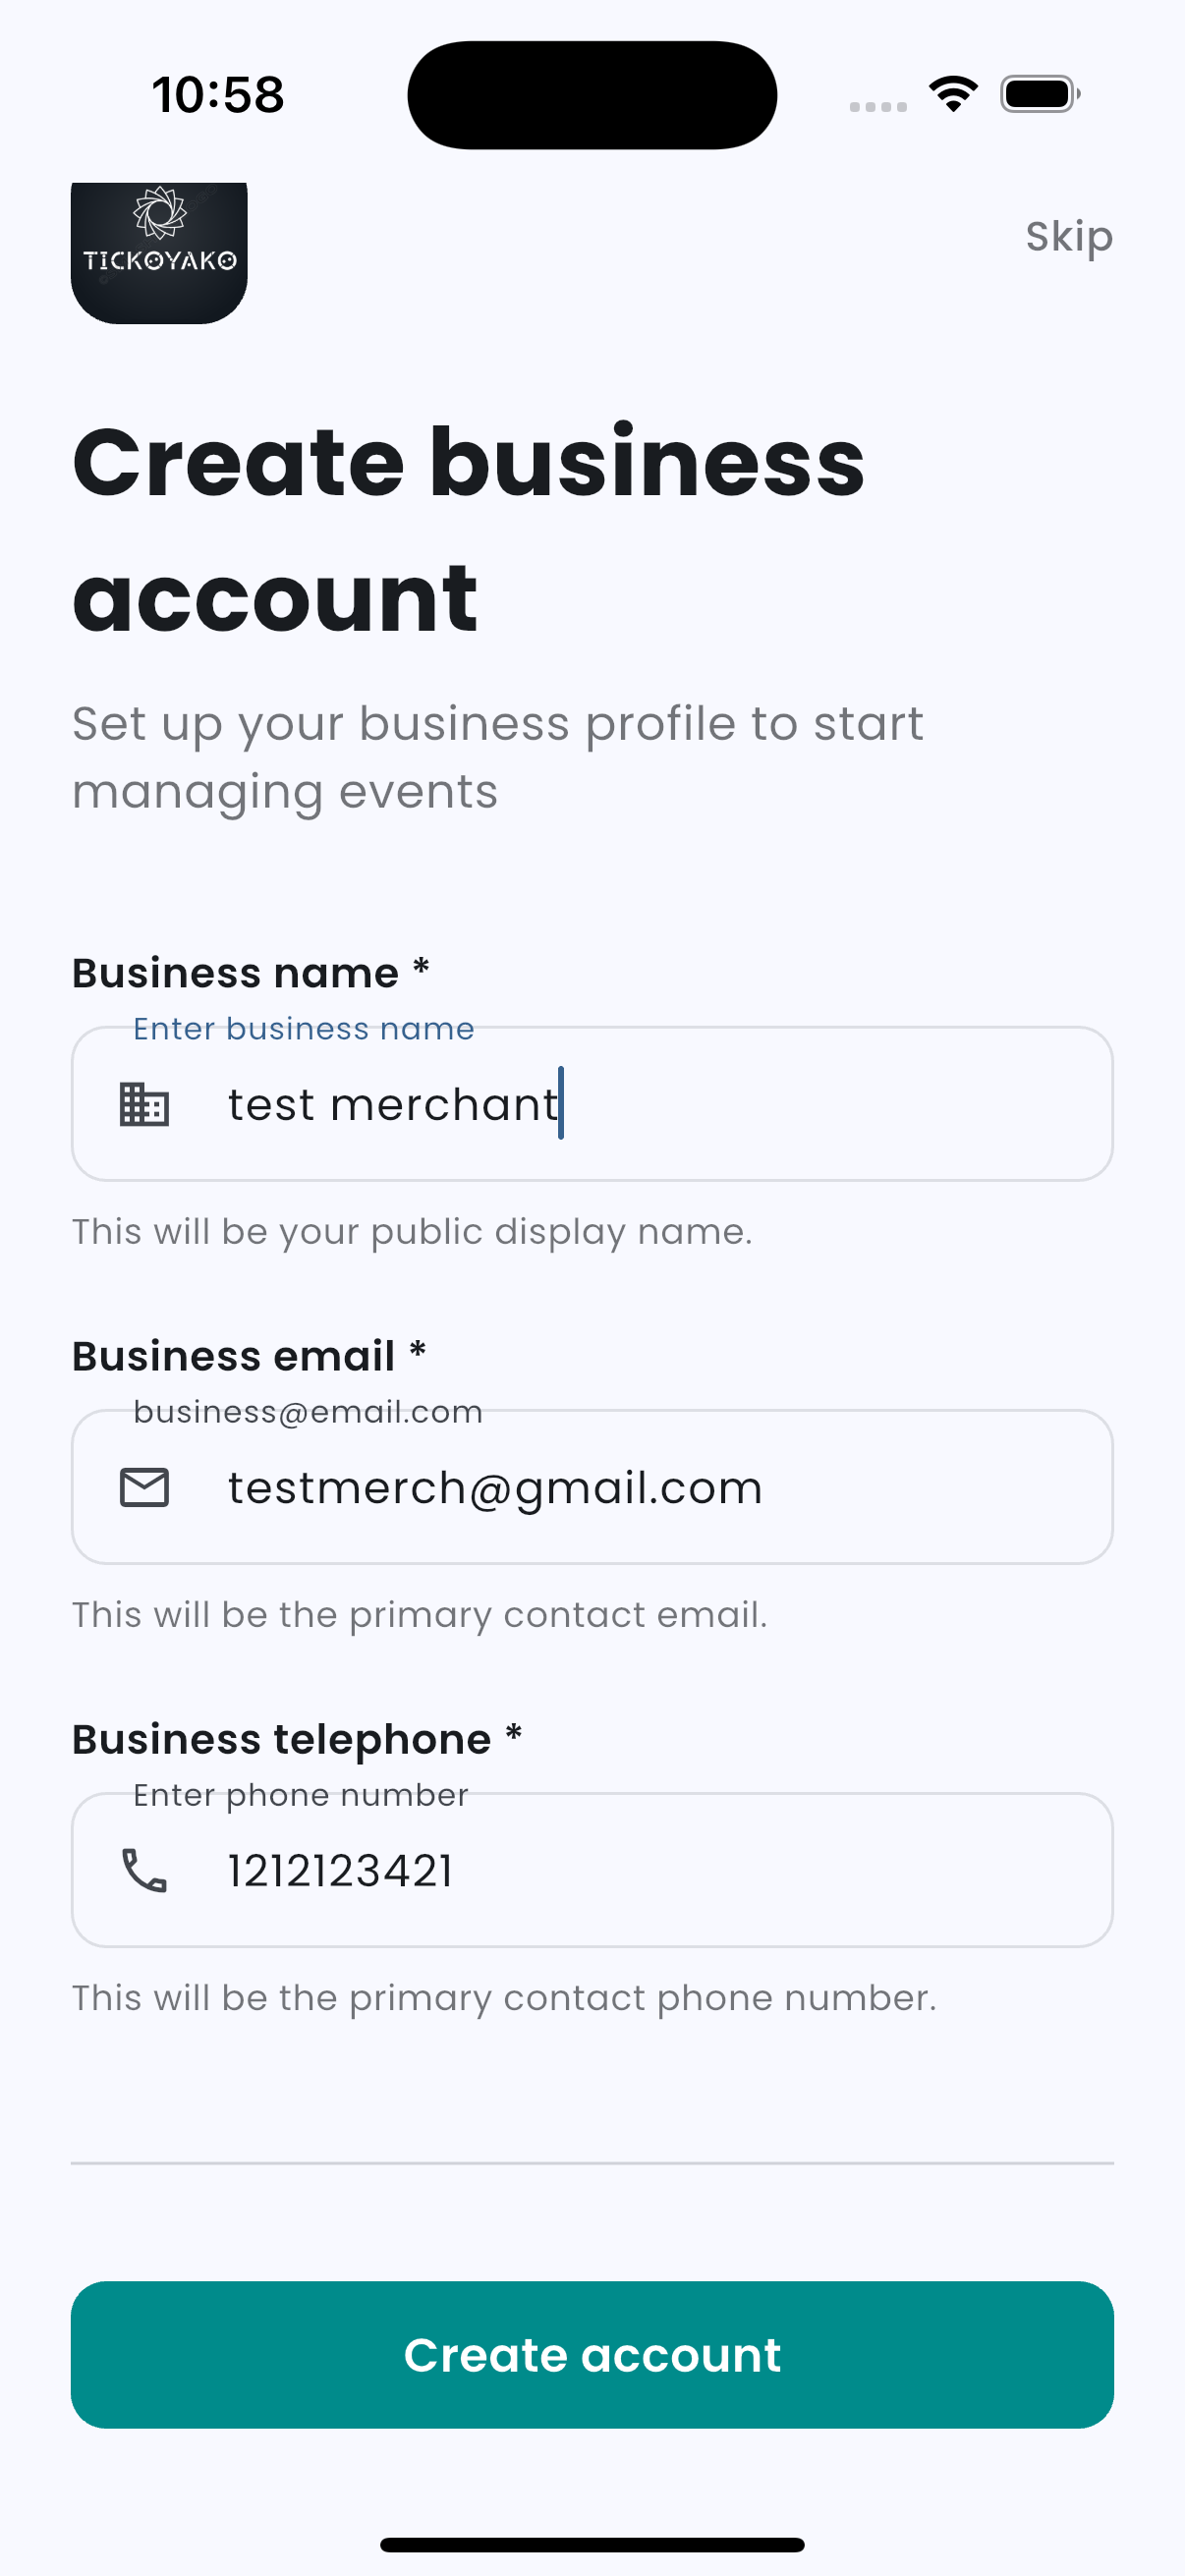 10:58
TICKOYAKO
Skip
Create business
account
Set up your business profile to start
managing events
Business name *
Enter business name
test merchant
This will be your public display name.
Business email *
business@email.com
testmerch@gmail.com
This will be the primary contact email.
Business telephone *
Enter phone number
1212123421
This will be the primary contact phone number.
Create account